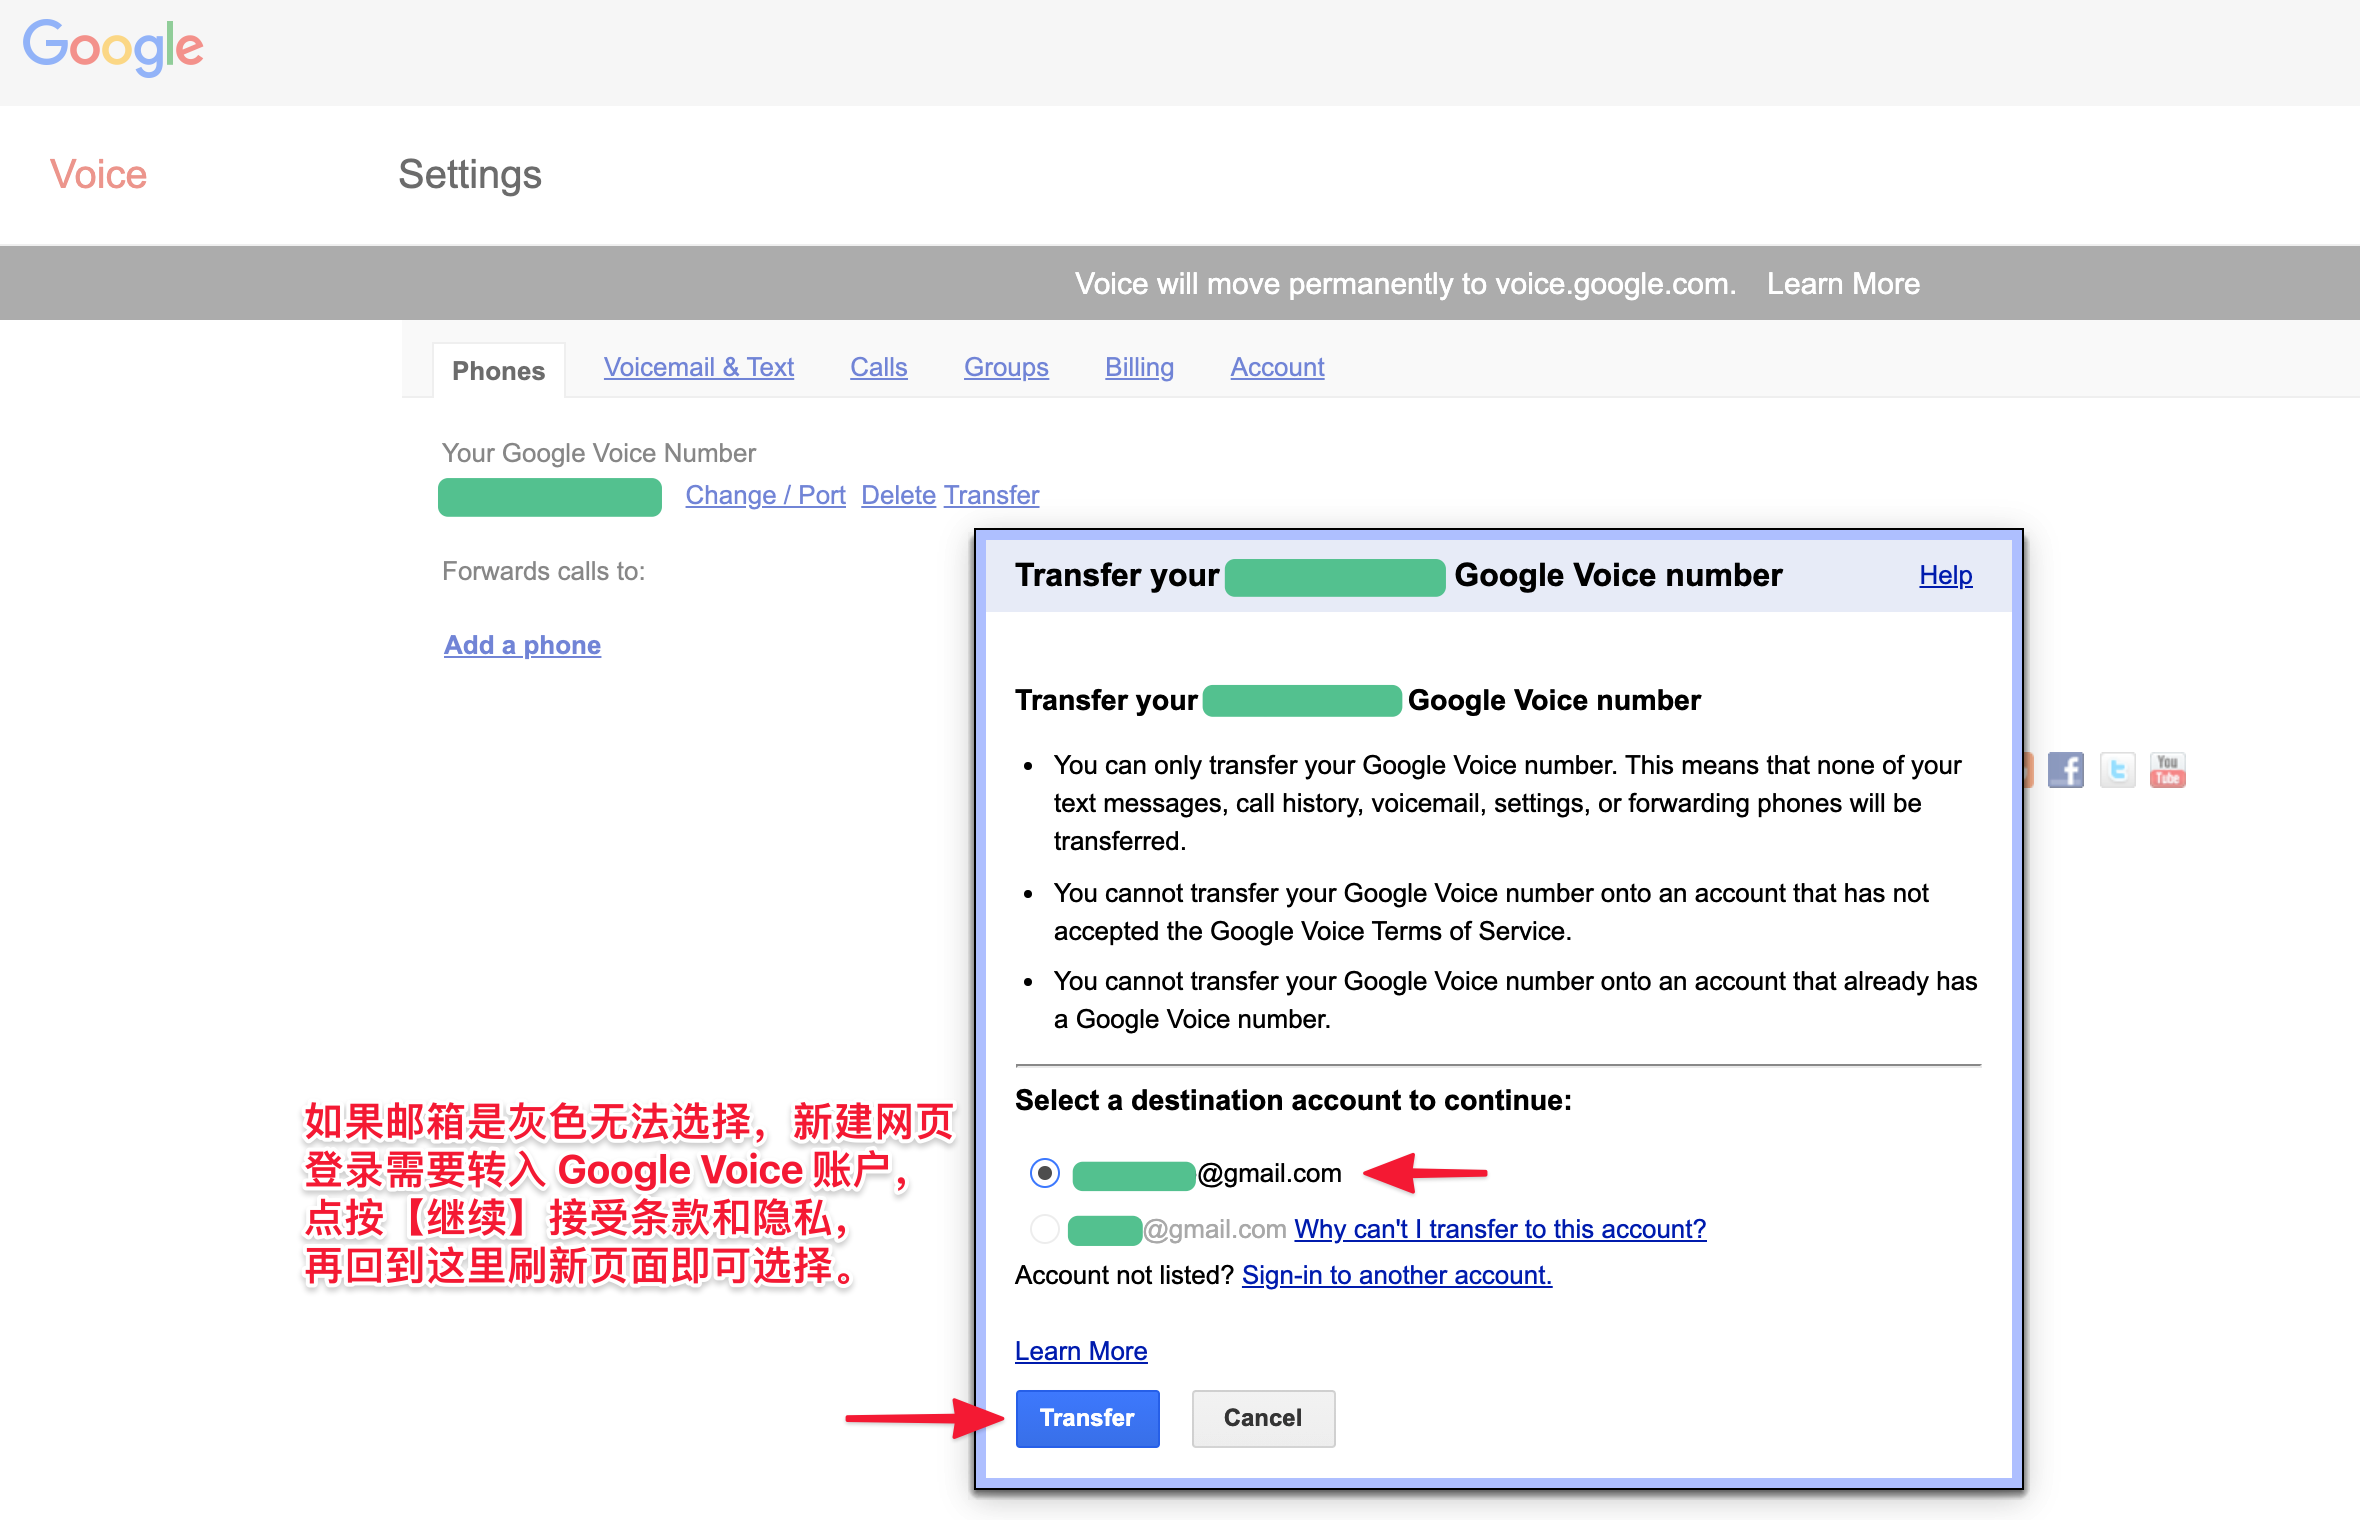 Google
Voice
Settings
Voice will move permanently to voice.google.com. Learn More
Phones Voicemail & Text Calls Groups Billing Account
Your Google Voice Number
Change / Port Delete Transfer
Forwards calls to:
Add a phone
Transfer your Google Voice number Help
Transfer your Google Voice number
• You can only transfer your Google Voice number. This means that none of your
text messages, call history, voicemail, settings, or forwarding phones will be
transferred.
• You cannot transfer your Google Voice number onto an account that has not
accepted the Google Voice Terms of Service.
• You cannot transfer your Google Voice number onto an account that already has
a Google Voice number.
Select a destination account to continue:
@gmail.com
@gmail.com Why can't I transfer to this account?
Account not listed? Sign-in to another account.
Learn More
Transfer Cancel
如果邮箱是灰色无法选择，新建网页
登录需要转入 Google Voice 账户，
点按【继续】接受条款和隐私，
再回到这里刷新页面即可选择。
f
t
You
Tube